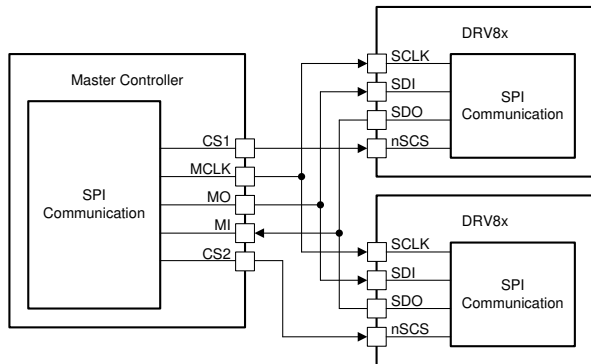 Master Controller
SPI
Communication
CS1
MCLK
MO
MI
CS2
DRV8x
SCLK
SDI
SDO
nSCS
SPI
Communication
DRV8x
SCLK
SDI
SDO
nSCS
SPI
Communication